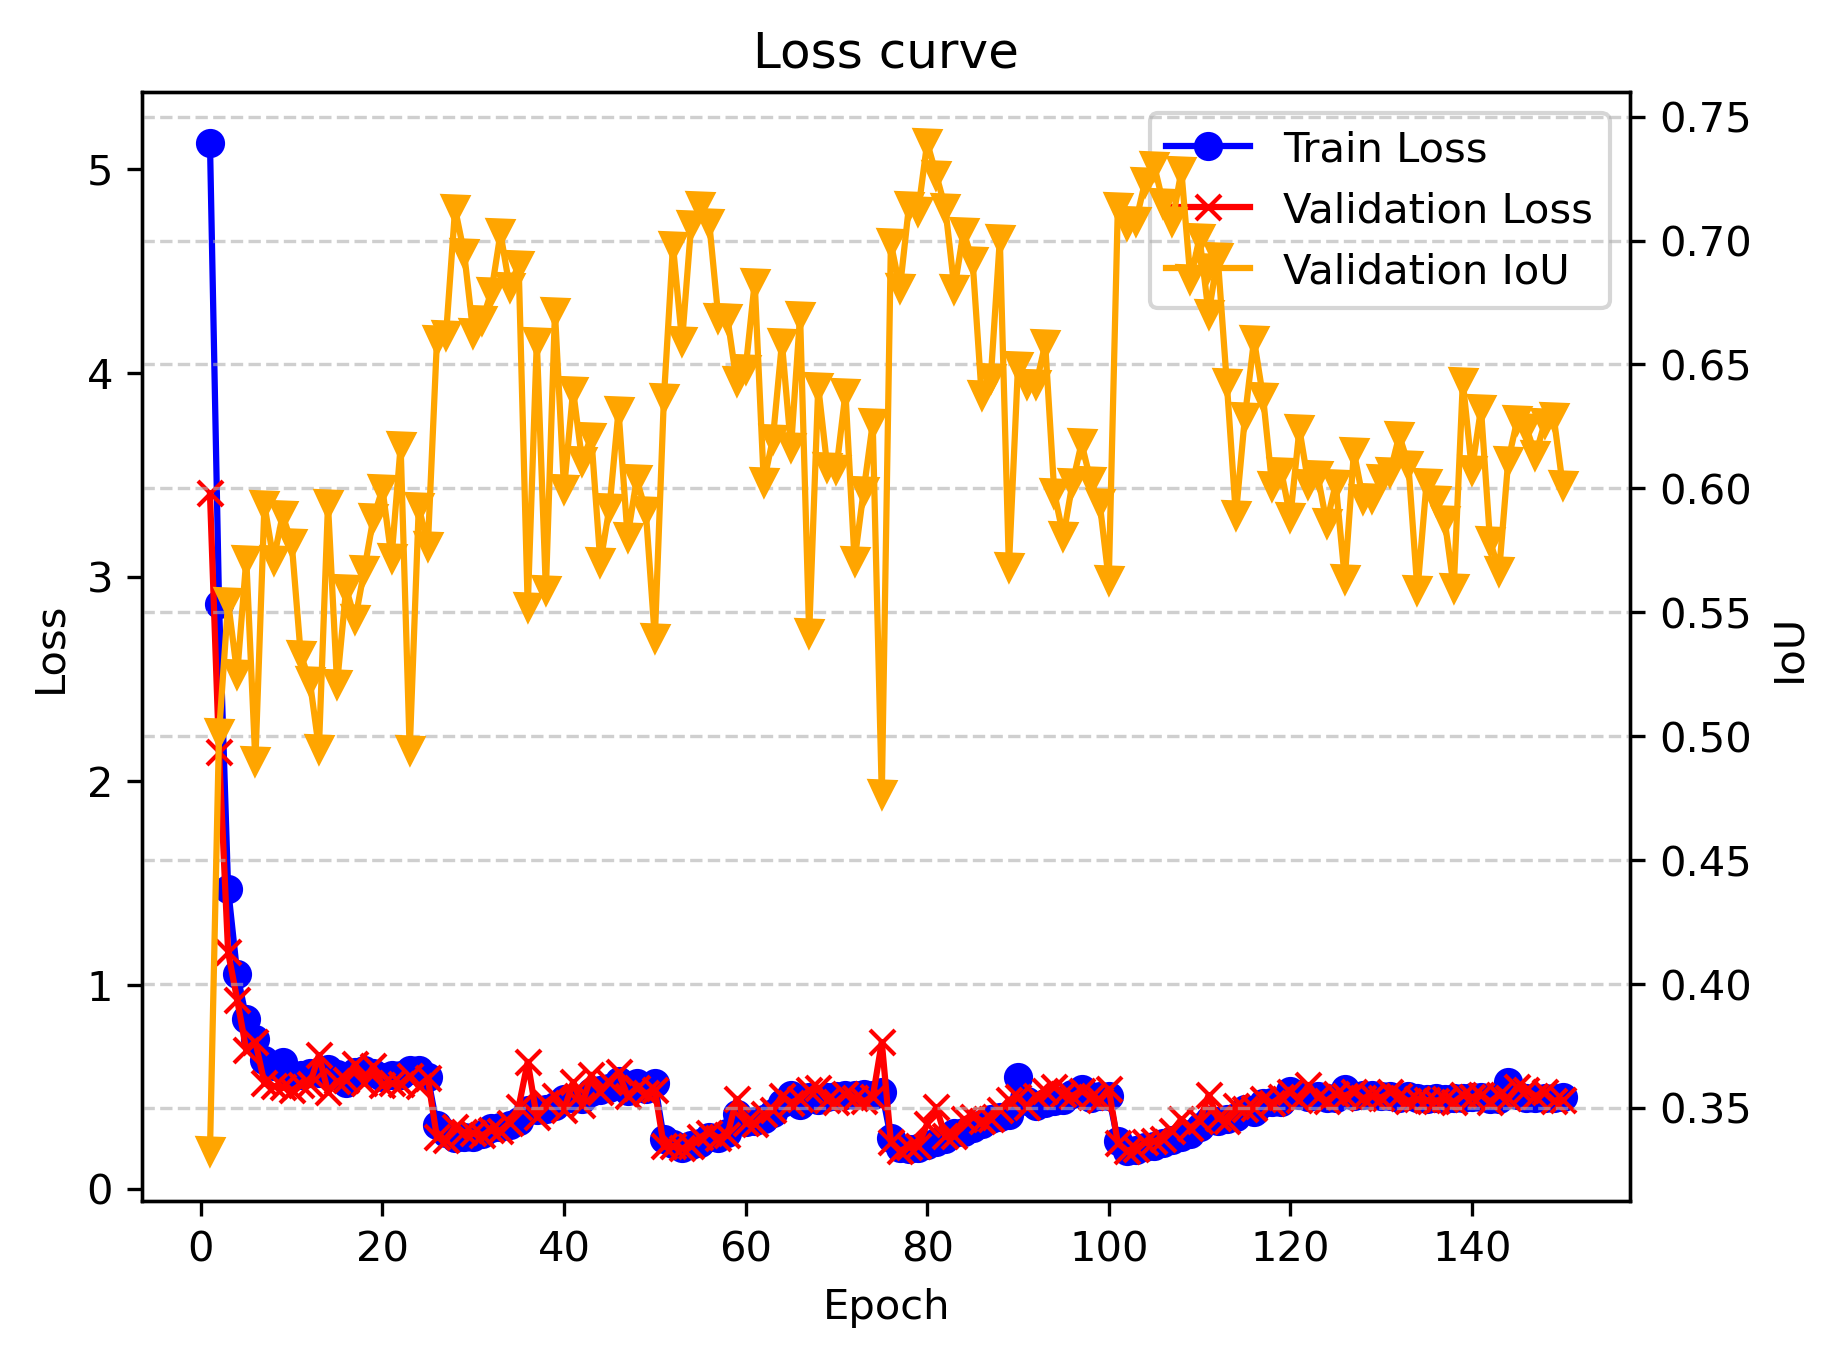 Loss curve
Train Loss
Validation Loss
Validation IoU
5
4
3
2
1
0
Loss
0.75
0.70
0.65
0.60
0.55
0.50
0.45
0.40
0.35
IoU
0 20 40 60 80 100 120 140
Epoch